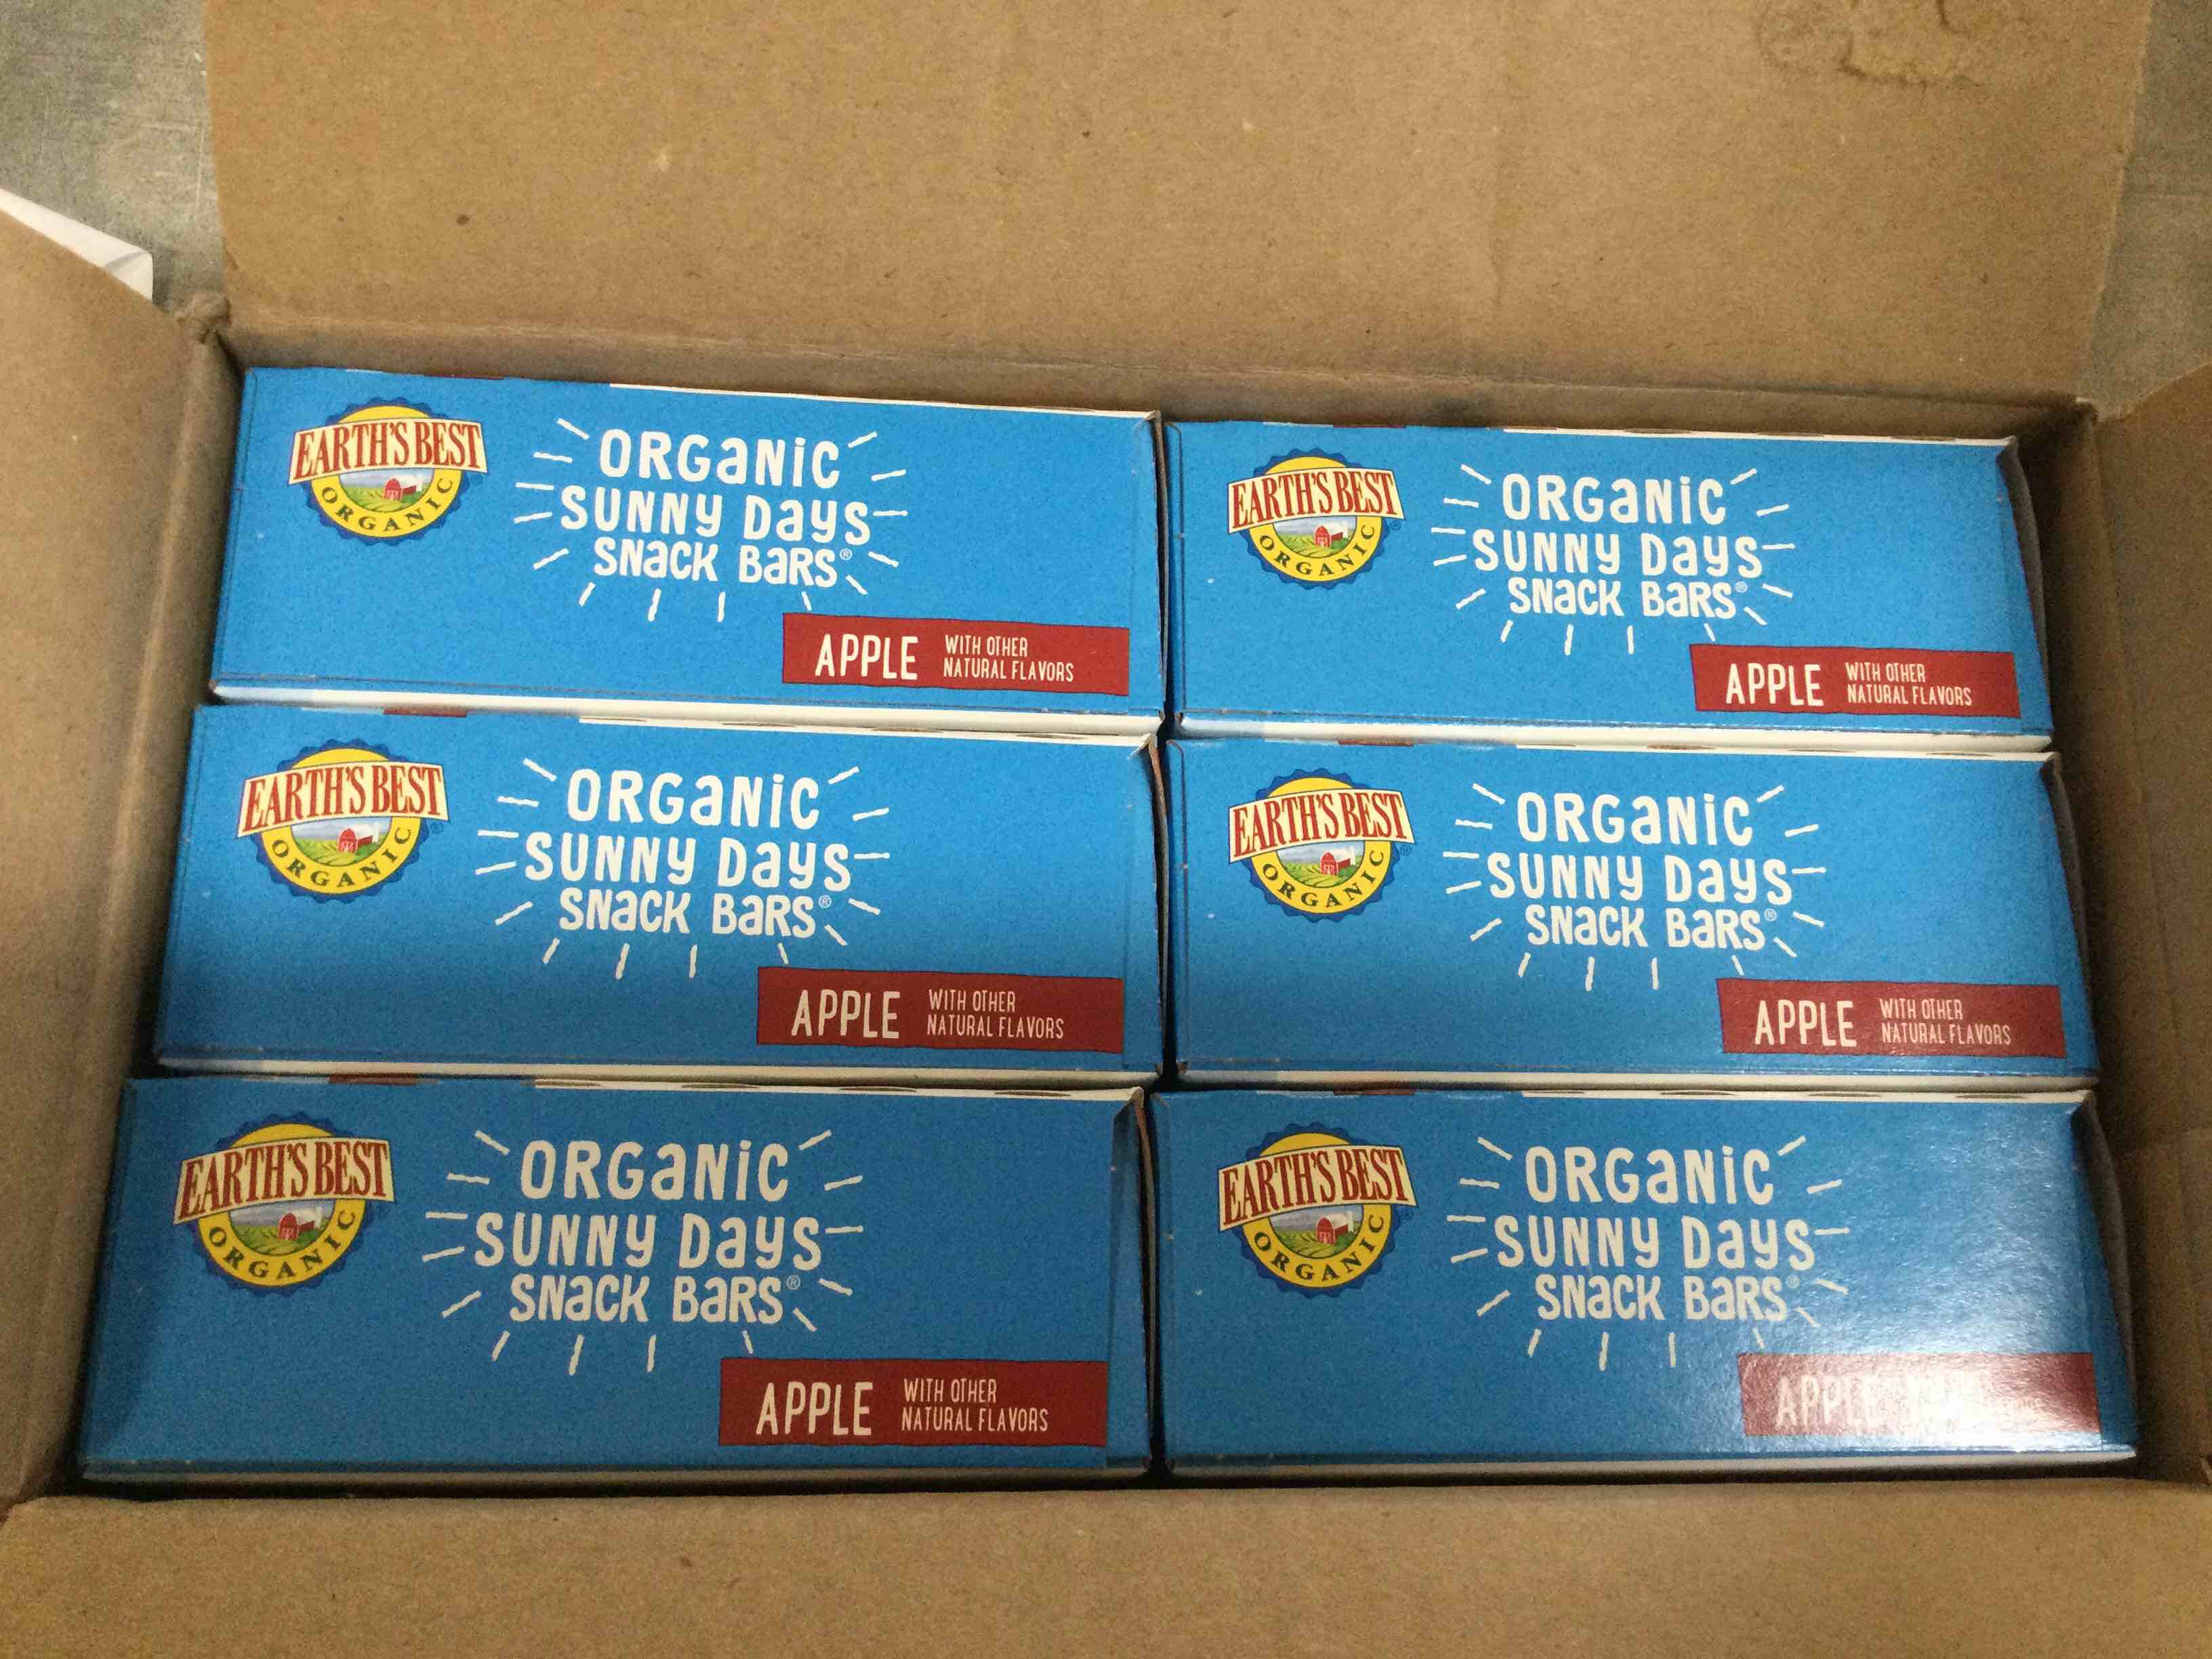 EARTH'S BEST
ORGANIC
ORGANIC
SUNNY DAYS
SNACK BARS®
APPLE WITH OTHER
NATURAL FLAVORS
EARTH'S BEST
ORGANIC
ORGANIC
SUNNY DAYS
SNACK BARS®
APPLE WITH OTHER
NATURAL FLAVORS
EARTH'S BEST
ORGANIC
ORGANIC
SUNNY DAYS
SNACK BARS®
APPLE WITH OTHER
NATURAL FLAVORS
EARTH'S BEST
ORGANIC
ORGANIC
SUNNY DAYS
SNACK BARS®
APPLE WITH OTHER
NATURAL FLAVORS
EARTH'S BEST
ORGANIC
ORGANIC
SUNNY DAYS
SNACK BARS®
APPLE WITH OTHER
NATURAL FLAVORS
EARTH'S BEST
ORGANIC
ORGANIC
SUNNY DAYS
SNACK BARS®
APPLE